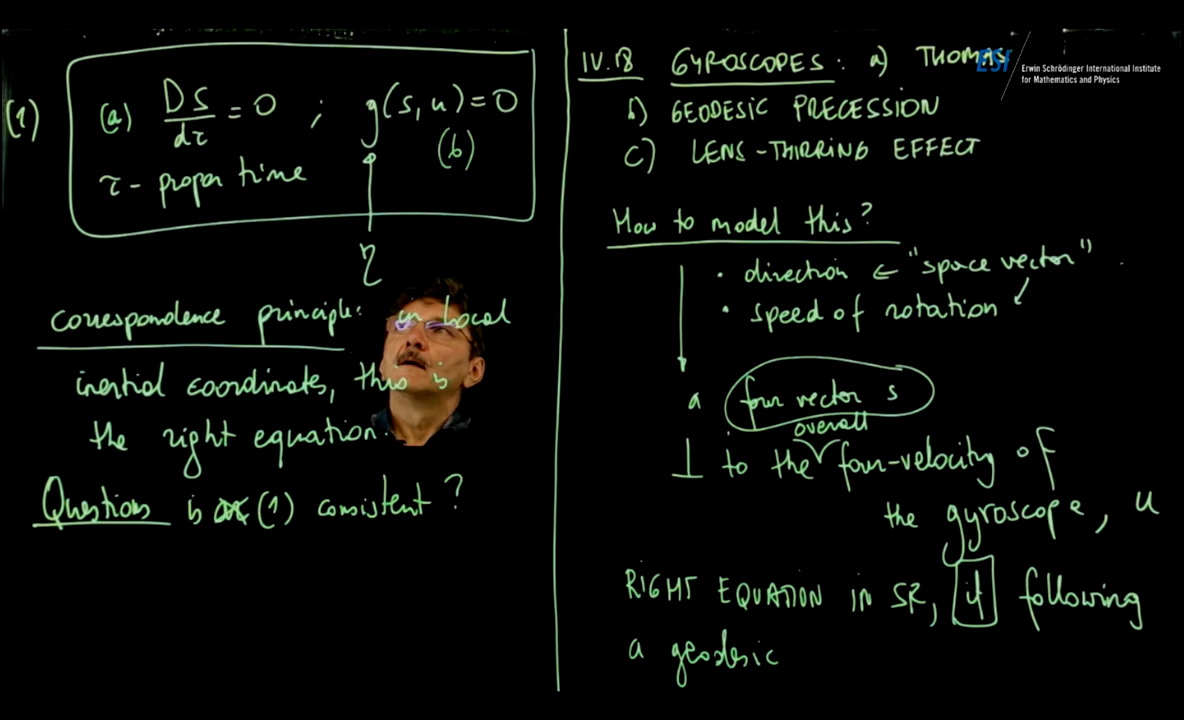 (1) (a) Ds/dτ = 0 ; g(s, u) = 0
(b)
τ - proper time
η
correspondence principle: in local
inertial coordinates, this is
the right equation.
Questions is (1) consistent?
IV.18 GYROSCOPES: a) THOMAS
b) GEODESIC PRECESSION
c) LENS-THIRRING EFFECT
How to model this?
· direction ← "space vector"
· speed of rotation
a four vector s
overall
⊥ to the four-velocity of
the gyroscope, u
RIGHT EQUATION IN SR, if following
a geodesic
ESI Erwin Schrödinger International Institute
for Mathematics and Physics